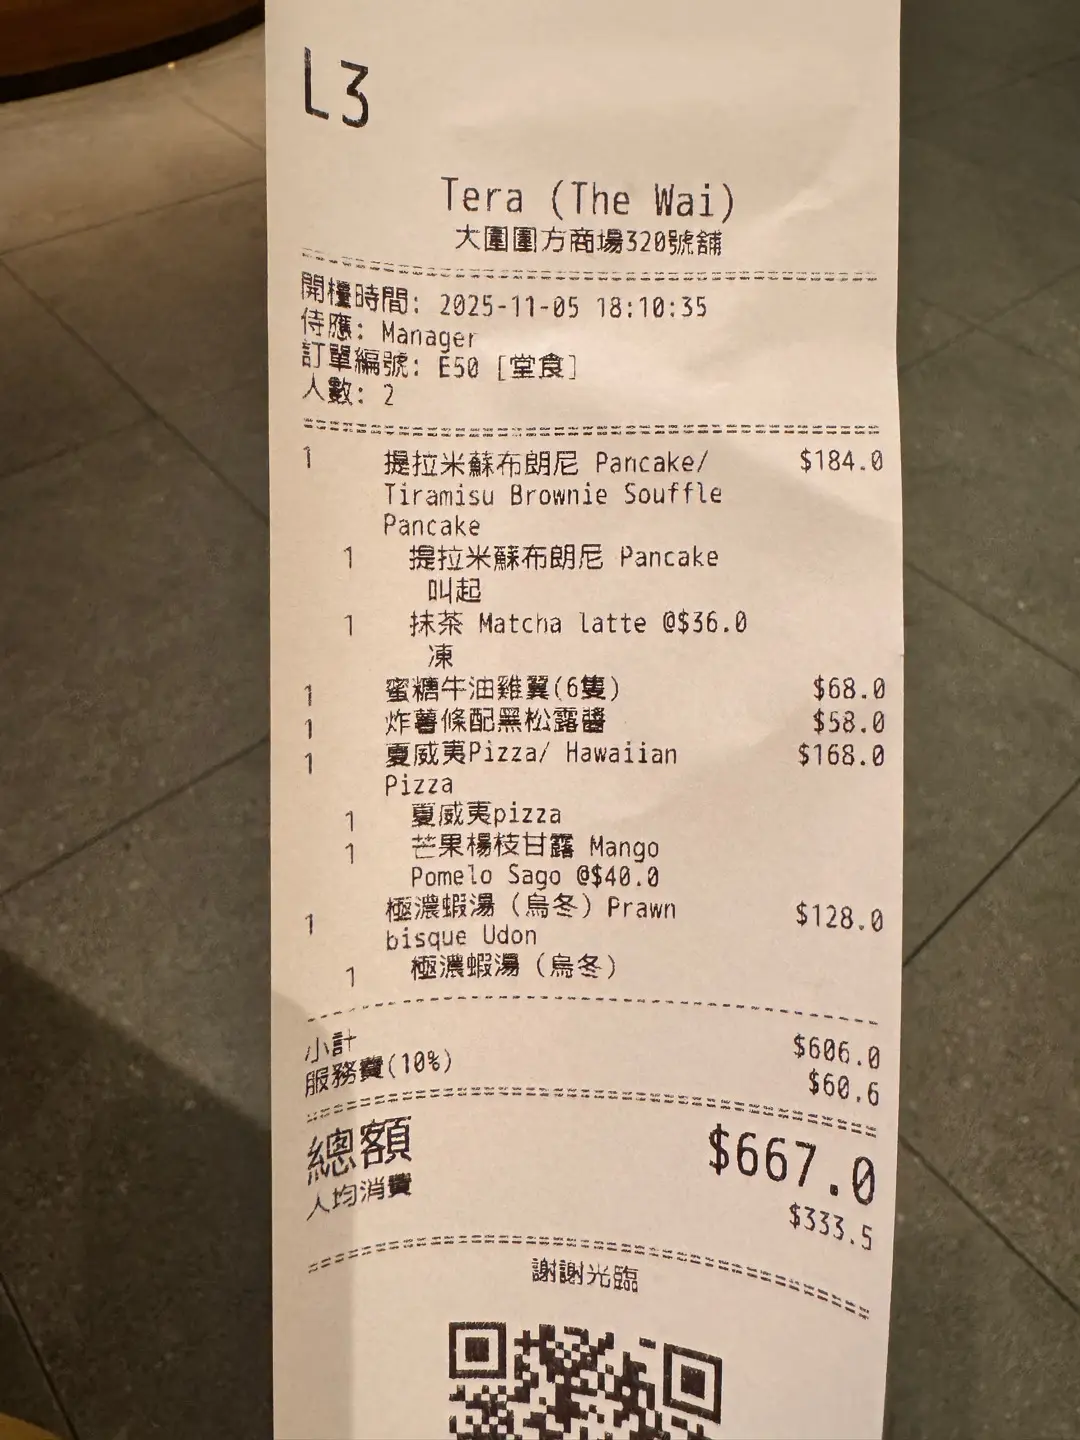 L3
Tera (The Wai)
大圍圍方商場320號舖
開檯時間: 2025-11-05 18:10:35
侍應: Manager
訂單編號: E50 [堂食]
人數: 2
1 提拉米蘇布朗尼 Pancake/ $184.0
Tiramisu Brownie Souffle
Pancake
1 提拉米蘇布朗尼 Pancake
叫起
1 抹茶 Matcha latte @$36.0
凍
1 蜜糖牛油雞翼(6隻) $68.0
1 炸薯條配黑松露醬 $58.0
1 夏威夷Pizza/ Hawaiian $168.0
Pizza
1 夏威夷pizza
1 芒果楊枝甘露 Mango
Pomelo Sago @$40.0
1 極濃蝦湯（烏冬）Prawn $128.0
bisque Udon
1 極濃蝦湯（烏冬）
小計 $606.0
服務費(10%) $60.6
總額 $667.0
人均消費 $333.5
謝謝光臨